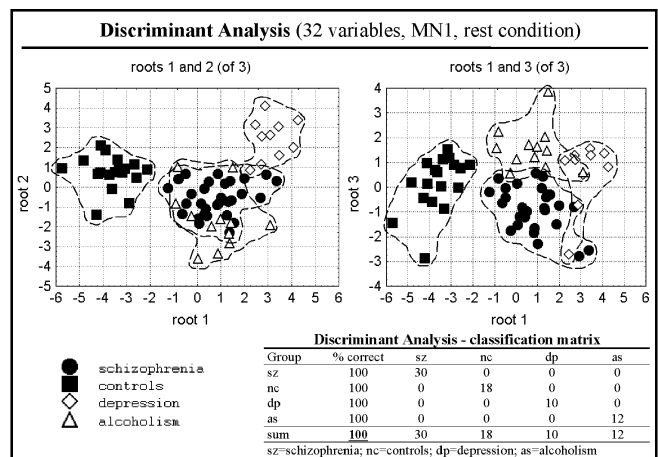 Discriminant Analysis (32 variables, MN1, rest condition)
roots 1 and 2 (of 3)
5
4
3
2
1
0
-1
-2
-3
-4
-5
root 2
-6 -5 -4 -3 -2 -1 0 1 2 3 4 5 6
root 1
roots 1 and 3 (of 3)
4
3
2
1
0
-1
-2
-3
-4
root 3
-6 -5 -4 -3 -2 -1 0 1 2 3 4 5 6
root 1
schizophrenia
controls
depression
alcoholism
Discriminant Analysis - classification matrix
Group % correct sz nc dp as
sz 100 30 0 0 0
nc 100 0 18 0 0
dp 100 0 0 10 0
as 100 0 0 0 12
sum 100 30 18 10 12
sz=schizophrenia; nc=controls; dp=depression; as=alcoholism